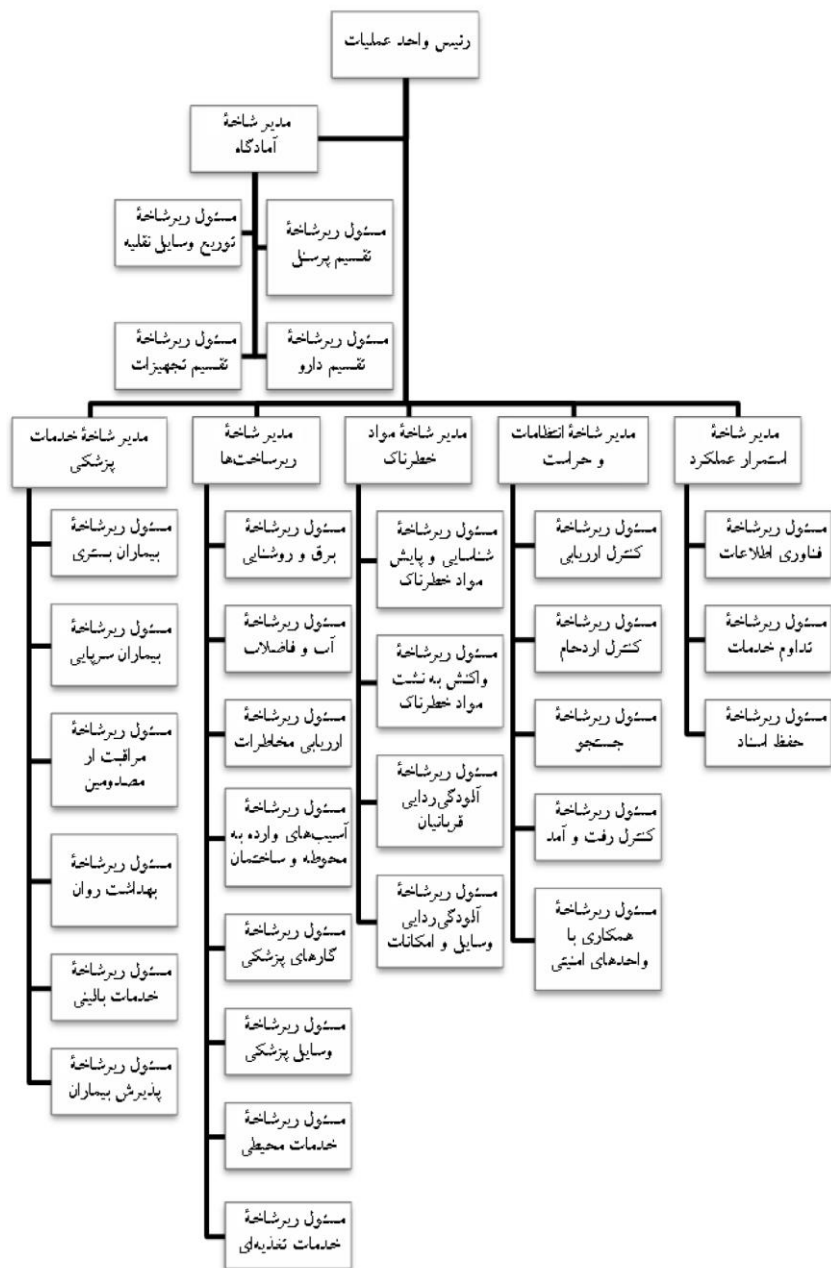 رئیس واحد عملیات
مدیر شاخهٔ
آمادگاه
مسئول زیرشاخهٔ
تقسیم پرسنل
مسئول زیرشاخهٔ
توزیع وسایل نقلیه
مسئول زیرشاخهٔ
تقسیم دارو
مسئول زیرشاخهٔ
تقسیم تجهیزات
مدیر شاخهٔ
استمرار عملکرد
مسئول زیرشاخهٔ
فناوری اطلاعات
مسئول زیرشاخهٔ
تداوم خدمات
مسئول زیرشاخهٔ
حفظ اسناد
مدیر شاخهٔ انتظامات
و حراست
مسئول زیرشاخهٔ
کنترل ارزیابی
مسئول زیرشاخهٔ
کنترل ازدحام
مسئول زیرشاخهٔ
جستجو
مسئول زیرشاخهٔ
کنترل رفت و آمد
مسئول زیرشاخهٔ
همکاری با
واحدهای امنیتی
مدیر شاخهٔ مواد
خطرناک
مسئول زیرشاخهٔ
شناسایی و پایش
مواد خطرناک
مسئول زیرشاخهٔ
واکنش به نشت
مواد خطرناک
مسئول زیرشاخهٔ
آلودگی‌زدایی
قربانیان
مسئول زیرشاخهٔ
آلودگی‌زدایی
وسایل و امکانات
مدیر شاخهٔ
زیرساخت‌ها
مسئول زیرشاخهٔ
برق و روشنایی
مسئول زیرشاخهٔ
آب و فاضلاب
مسئول زیرشاخهٔ
ارزیابی مخاطرات
مسئول زیرشاخهٔ
آسیب‌های وارده به
محوطه و ساختمان
مسئول زیرشاخهٔ
گازهای پزشکی
مسئول زیرشاخهٔ
وسایل پزشکی
مسئول زیرشاخهٔ
خدمات محیطی
مسئول زیرشاخهٔ
خدمات تغذیه‌ای
مدیر شاخهٔ خدمات
پزشکی
مسئول زیرشاخهٔ
بیماران بستری
مسئول زیرشاخهٔ
بیماران سرپایی
مسئول زیرشاخهٔ
مراقبت از
مصدومین
مسئول زیرشاخهٔ
بهداشت روان
مسئول زیرشاخهٔ
خدمات بالینی
مسئول زیرشاخهٔ
پذیرش بیماران